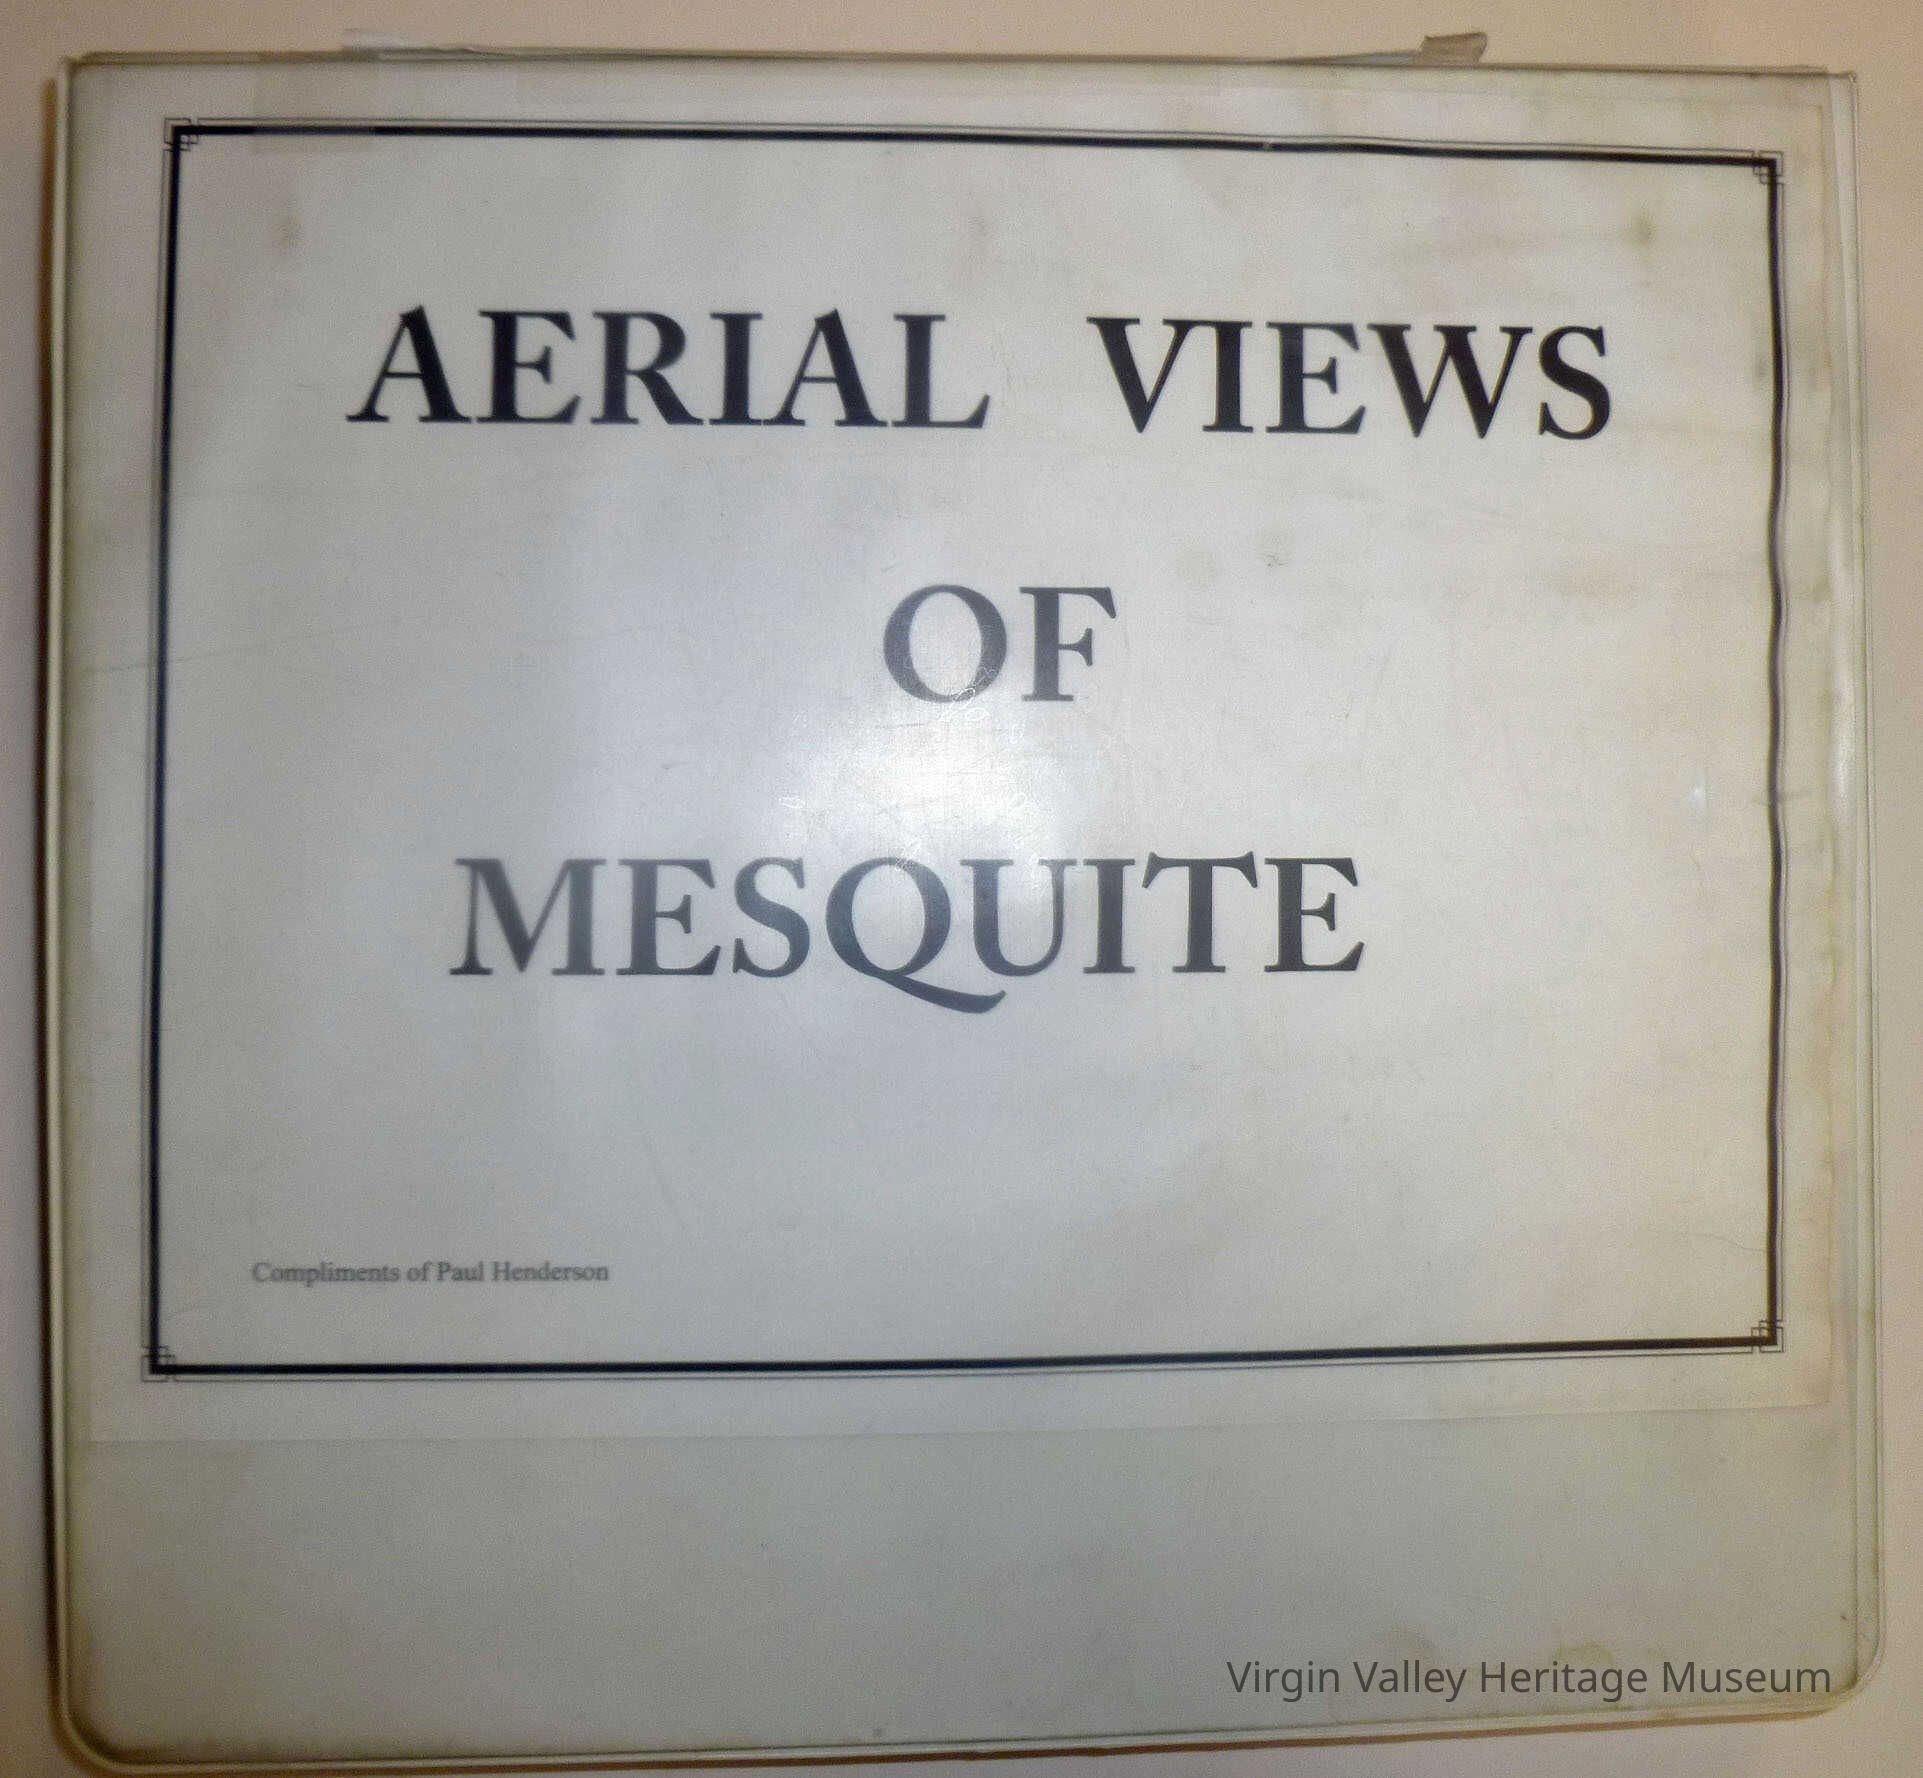 AERIAL VIEWS
OF
MESQUITE
Compliments of Paul Henderson
Virgin Valley Heritage Museum